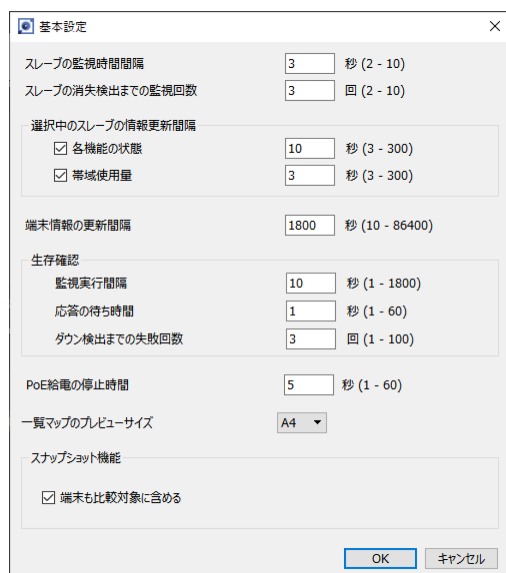 基本設定
スレーブの監視時間間隔 3 秒 (2 - 10)
スレーブの消失検出までの監視回数 3 回 (2 - 10)
選択中のスレーブの情報更新間隔
各機能の状態 10 秒 (3 - 300)
帯域使用量 3 秒 (3 - 300)
端末情報の更新間隔 1800 秒 (10 - 86400)
生存確認
監視実行間隔 10 秒 (1 - 1800)
応答の待ち時間 1 秒 (1 - 60)
ダウン検出までの失敗回数 3 回 (1 - 100)
PoE給電の停止時間 5 秒 (1 - 60)
一覧マップのプレビューサイズ A4
スナップショット機能
端末も比較対象に含める
OK キャンセル